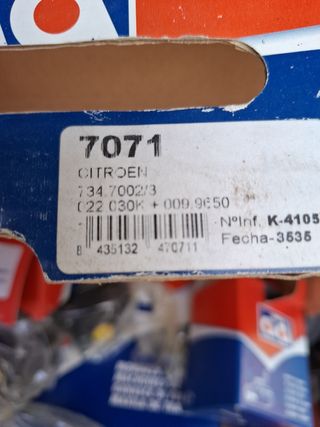 7071
CITROEN
734.7002/3
022 030K + 009.9650
NºInf. K-4105
Fecha-3535
8 435132 470711